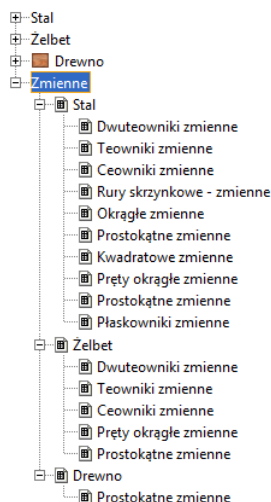 Stal
Żelbet
Drewno
Zmienne
Stal
Dwuteowniki zmienne
Teowniki zmienne
Ceowniki zmienne
Rury skrzynkowe - zmienne
Okrągłe zmienne
Prostokątne zmienne
Kwadratowe zmienne
Pręty okrągłe zmienne
Prostokątne zmienne
Płaskowniki zmienne
Żelbet
Dwuteowniki zmienne
Teowniki zmienne
Ceowniki zmienne
Pręty okrągłe zmienne
Prostokątne zmienne
Drewno
Prostokątne zmienne